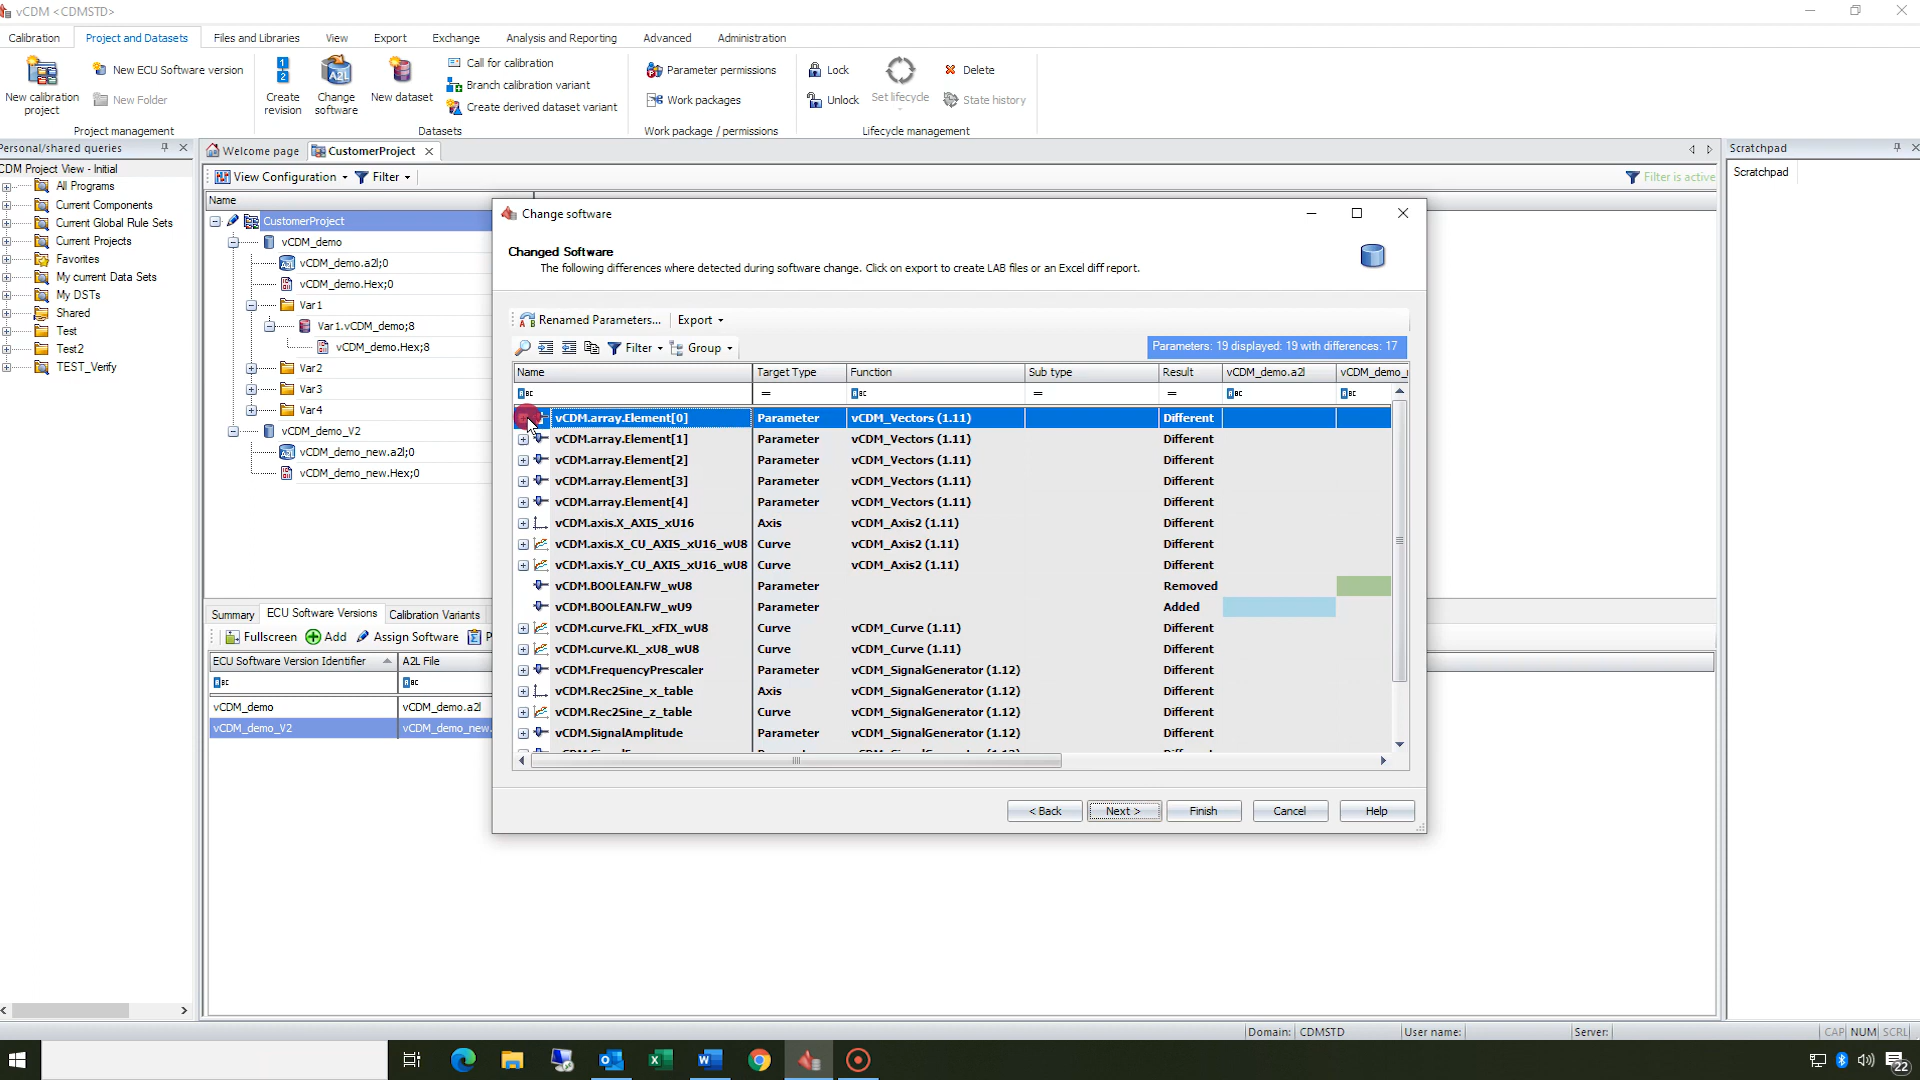 vCDM <CDMSTD>
Calibration
Project and Datasets
Files and Libraries
View
Export
Exchange
Analysis and Reporting
Advanced
Administration
New calibration project
New ECU Software version
New Folder
Project management
Create revision
Change software
New dataset
Call for calibration
Branch calibration variant
Create derived dataset variant
Datasets
Parameter permissions
Work packages
Work package / permissions
Lock
Unlock
Set lifecycle
Delete
State history
Lifecycle management
Personal/shared queries
CDM Project View - Initial
All Programs
Current Components
Current Global Rule Sets
Current Projects
Favorites
My current Data Sets
My DSTs
Shared
Test
Test2
TEST_Verify
Welcome page
CustomerProject
View Configuration
Filter
Filter is active
Name
CustomerProject
vCDM_demo
vCDM_demo.a2l;0
vCDM_demo.Hex;0
Var1
Var1.vCDM_demo;8
vCDM_demo.Hex;8
Var2
Var3
Var4
vCDM_demo_V2
vCDM_demo_new.a2l;0
vCDM_demo_new.Hex;0
Summary
ECU Software Versions
Calibration Variants
Fullscreen
Add
Assign Software
P
ECU Software Version Identifier
A2L File
vCDM_demo
vCDM_demo.a2l
vCDM_demo_V2
vCDM_demo_new.
Scratchpad
Scratchpad
Change software
Changed Software
The following differences where detected during software change. Click on export to create LAB files or an Excel diff report.
Renamed Parameters...
Export
Filter
Group
Parameters: 19 displayed: 19 with differences: 17
Name Target Type Function Sub type Result vCDM_demo.a2l vCDM_demo_
vCDM.array.Element[0] Parameter vCDM_Vectors (1.11) Different
vCDM.array.Element[1] Parameter vCDM_Vectors (1.11) Different
vCDM.array.Element[2] Parameter vCDM_Vectors (1.11) Different
vCDM.array.Element[3] Parameter vCDM_Vectors (1.11) Different
vCDM.array.Element[4] Parameter vCDM_Vectors (1.11) Different
vCDM.axis.X_AXIS_xU16 Axis vCDM_Axis2 (1.11) Different
vCDM.axis.X_CU_AXIS_xU16_wU8 Curve vCDM_Axis2 (1.11) Different
vCDM.axis.Y_CU_AXIS_xU16_wU8 Curve vCDM_Axis2 (1.11) Different
vCDM.BOOLEAN.FW_wU8 Parameter Removed
vCDM.BOOLEAN.FW_wU9 Parameter Added
vCDM.curve.FKL_xFIX_wU8 Curve vCDM_Curve (1.11) Different
vCDM.curve.KL_xU8_wU8 Curve vCDM_Curve (1.11) Different
vCDM.FrequencyPrescaler Parameter vCDM_SignalGenerator (1.12) Different
vCDM.Rec2Sine_x_table Axis vCDM_SignalGenerator (1.12) Different
vCDM.Rec2Sine_z_table Curve vCDM_SignalGenerator (1.12) Different
vCDM.SignalAmplitude Parameter vCDM_SignalGenerator (1.12) Different
< Back
Next >
Finish
Cancel
Help
Domain: CDMSTD
User name:
Server:
CAP NUM SCRL
22